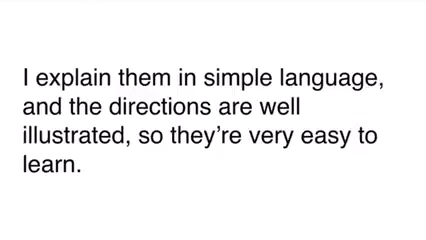 I explain them in simple language,
and the directions are well
illustrated, so they’re very easy to
learn.